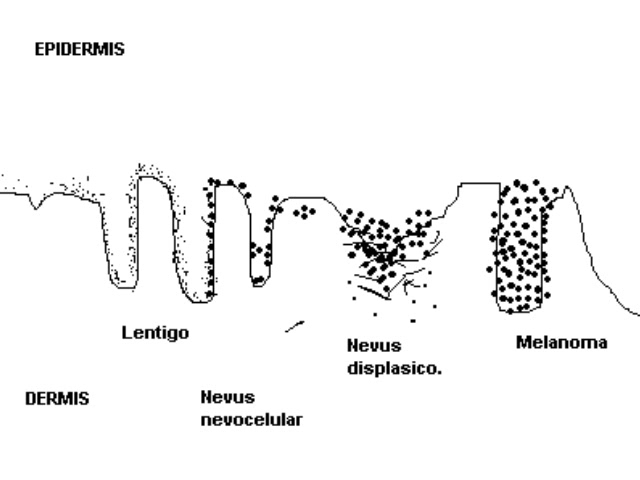 EPIDERMIS
Lentigo
Nevus
displasico.
Melanoma
DERMIS
Nevus
nevocelular